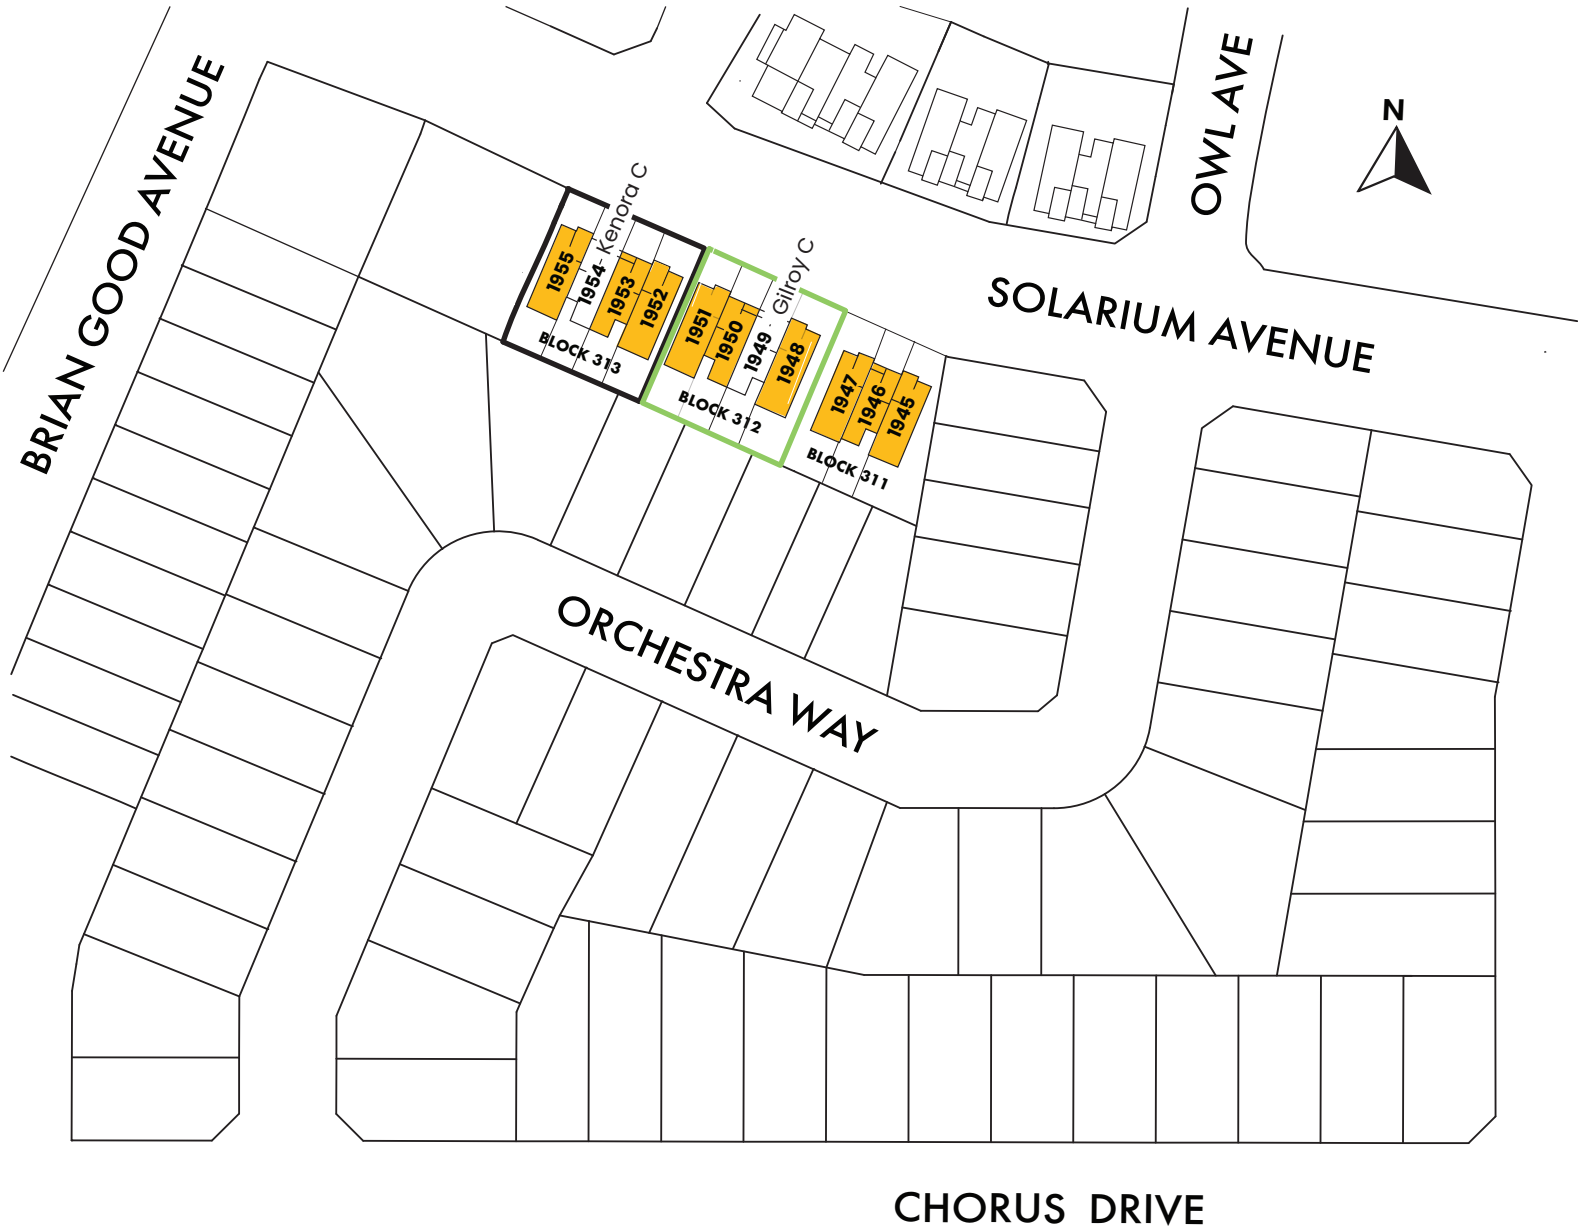 BRIAN GOOD AVENUE
OWL AVE
N
SOLARIUM AVENUE
Kenora C
1955
1954
1953
1952
BLOCK 313
Gilroy C
1951
1950
1949
1948
BLOCK 312
1947
1946
1945
BLOCK 311
ORCHESTRA WAY
CHORUS DRIVE